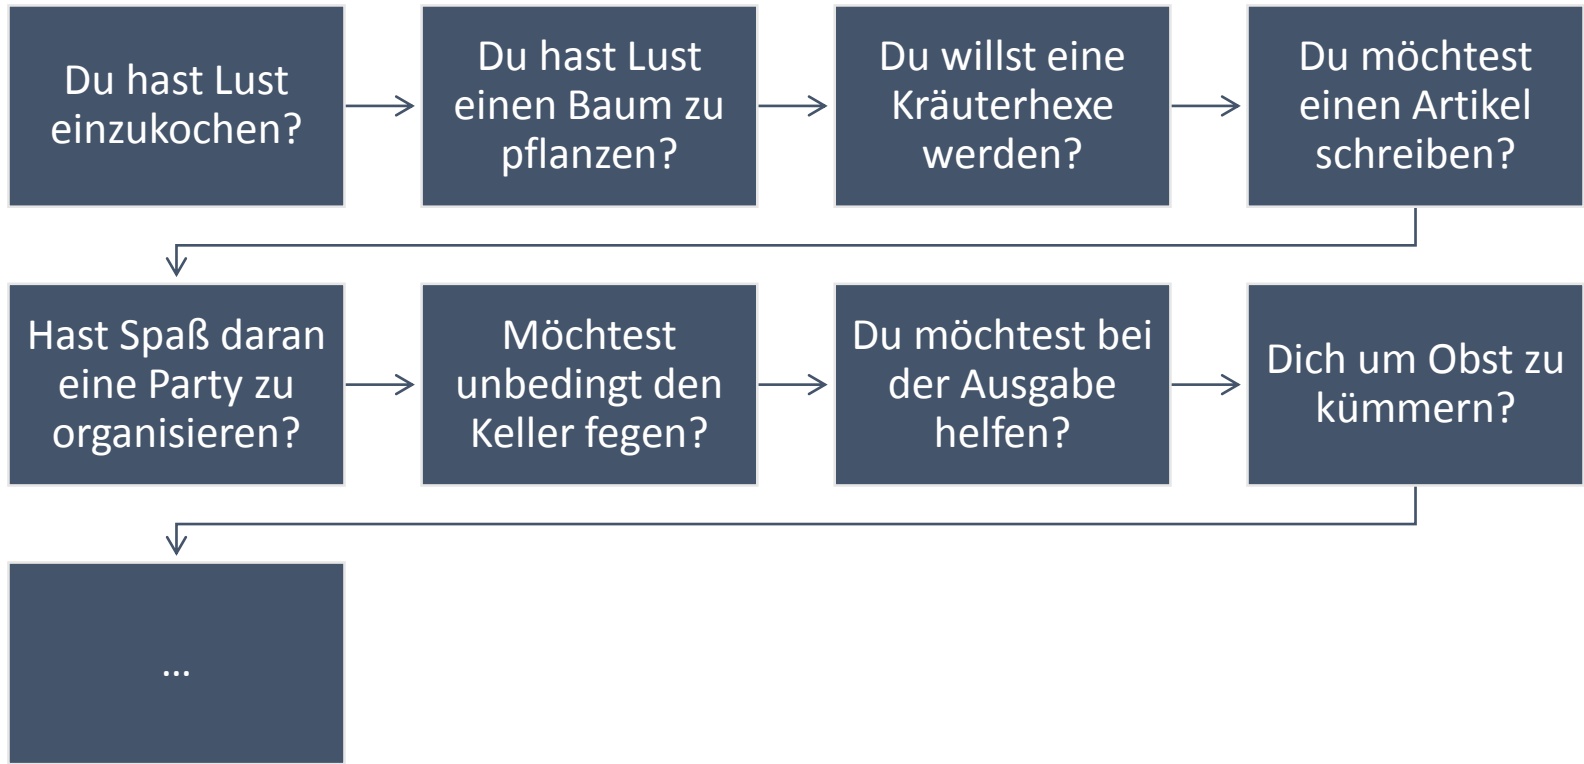 Du hast Lust
einzukochen?
Du hast Lust
einen Baum zu
pflanzen?
Du willst eine
Kräuterhexe
werden?
Du möchtest
einen Artikel
schreiben?
Hast Spaß daran
eine Party zu
organisieren?
Möchtest
unbedingt den
Keller fegen?
Du möchtest bei
der Ausgabe
helfen?
Dich um Obst zu
kümmern?
...